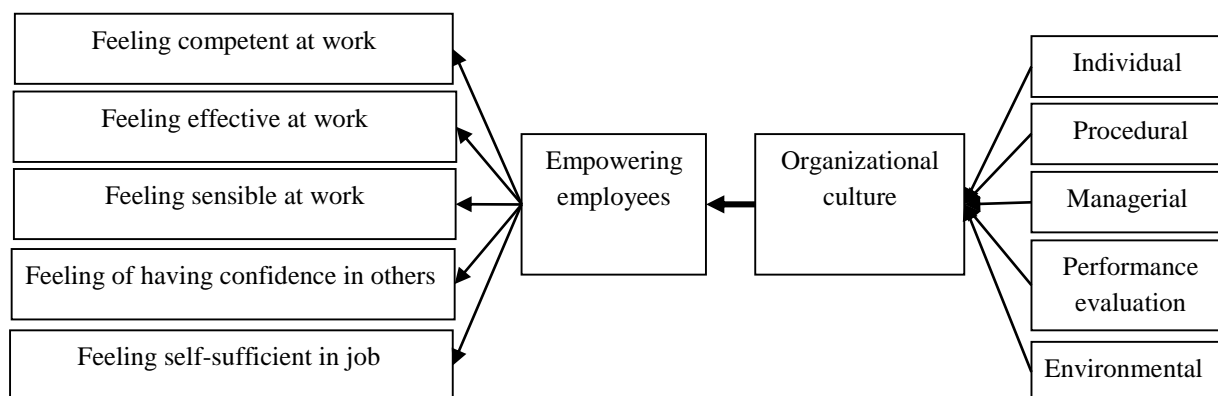 Feeling competent at work
Feeling effective at work
Feeling sensible at work
Feeling of having confidence in others
Feeling self-sufficient in job
Empowering
employees
Organizational
culture
Individual
Procedural
Managerial
Performance
evaluation
Environmental